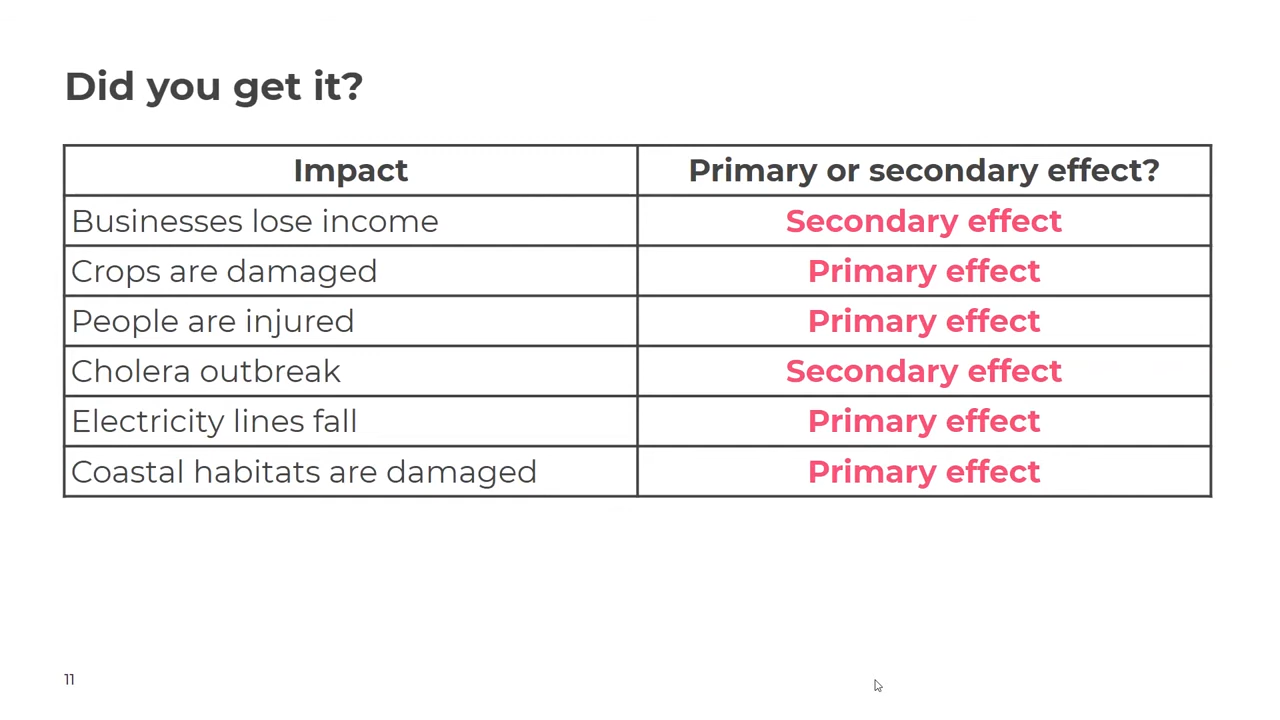 Did you get it?
Impact Primary or secondary effect?
Businesses lose income Secondary effect
Crops are damaged Primary effect
People are injured Primary effect
Cholera outbreak Secondary effect
Electricity lines fall Primary effect
Coastal habitats are damaged Primary effect
11